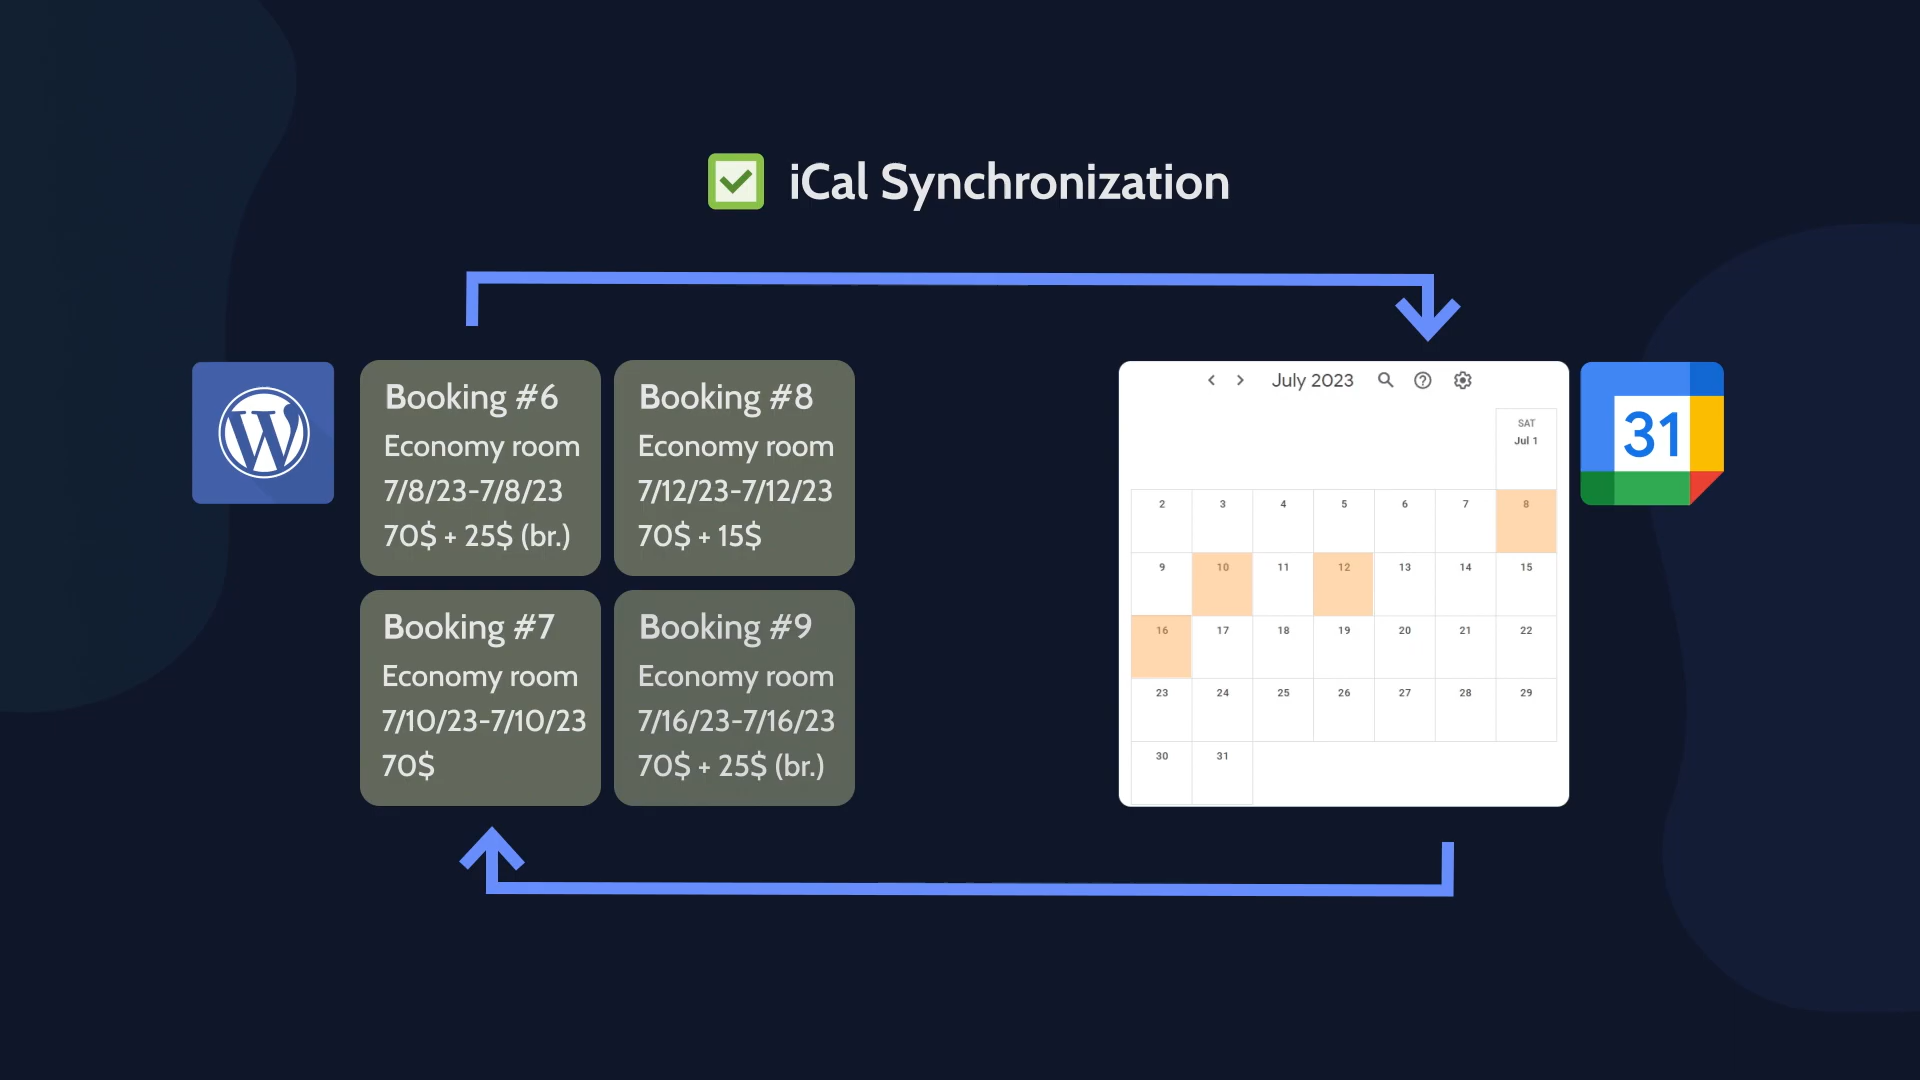 iCal Synchronization
Booking #6
Economy room
7/8/23-7/8/23
70$ + 25$ (br.)
Booking #8
Economy room
7/12/23-7/12/23
70$ + 15$
Booking #7
Economy room
7/10/23-7/10/23
70$
Booking #9
Economy room
7/16/23-7/16/23
70$ + 25$ (br.)
July 2023
SAT
Jul 1
2 3 4 5 6 7 8
9 10 11 12 13 14 15
16 17 18 19 20 21 22
23 24 25 26 27 28 29
30 31
31